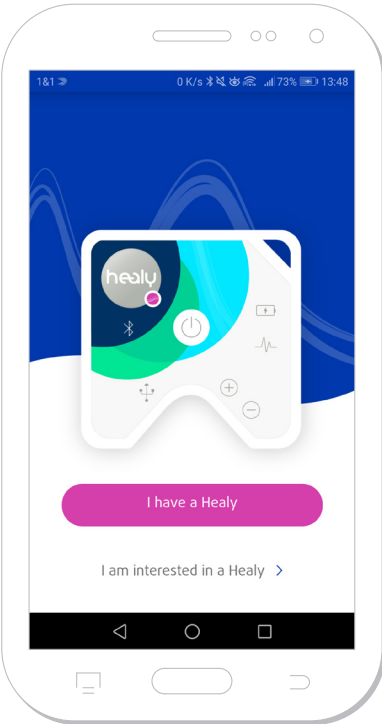 1&1 0 K/s 73% 13:48
healy
I have a Healy
I am interested in a Healy >